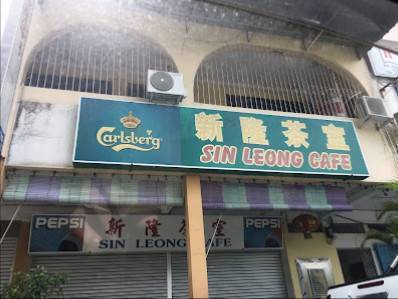 Carlsberg
新隆茶室
SIN LEONG CAFE
PEPSI
新隆茶室
SIN LEONG CAFE
PEPSI